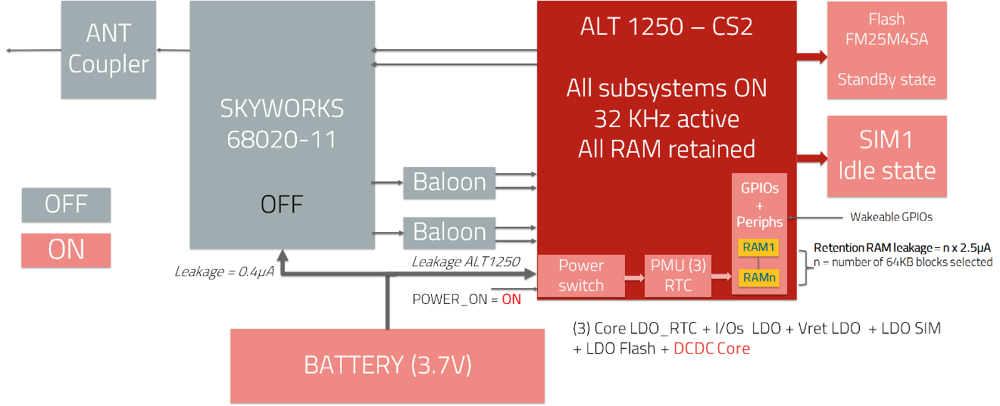 ANT
Coupler
SKYWORKS
68020-11
OFF
ALT 1250 – CS2
All subsystems ON
32 KHz active
All RAM retained
Flash
FM25M4SA
StandBy state
SIM1
Idle state
Baloon
Baloon
OFF
ON
GPIOs
+
Periphs
RAM1
RAMn
Wakeable GPIOs
Retention RAM leakage = n x 2.5µA
n = number of 64KB blocks selected
Leakage = 0.4µA
Leakage ALT1250
Power
switch
PMU (3)
RTC
POWER_ON = ON
BATTERY (3.7V)
(3) Core LDO_RTC + I/Os LDO + Vret LDO + LDO SIM
+ LDO Flash + DCDC Core